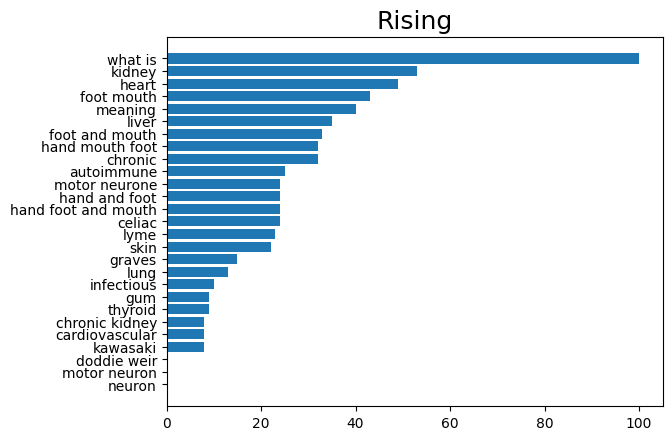 Rising
what is
kidney
heart
foot mouth
meaning
liver
foot and mouth
hand mouth foot
chronic
autoimmune
motor neurone
hand and foot
hand foot and mouth
celiac
lyme
skin
graves
lung
infectious
gum
thyroid
chronic kidney
cardiovascular
kawasaki
doddie weir
motor neuron
neuron
0 20 40 60 80 100